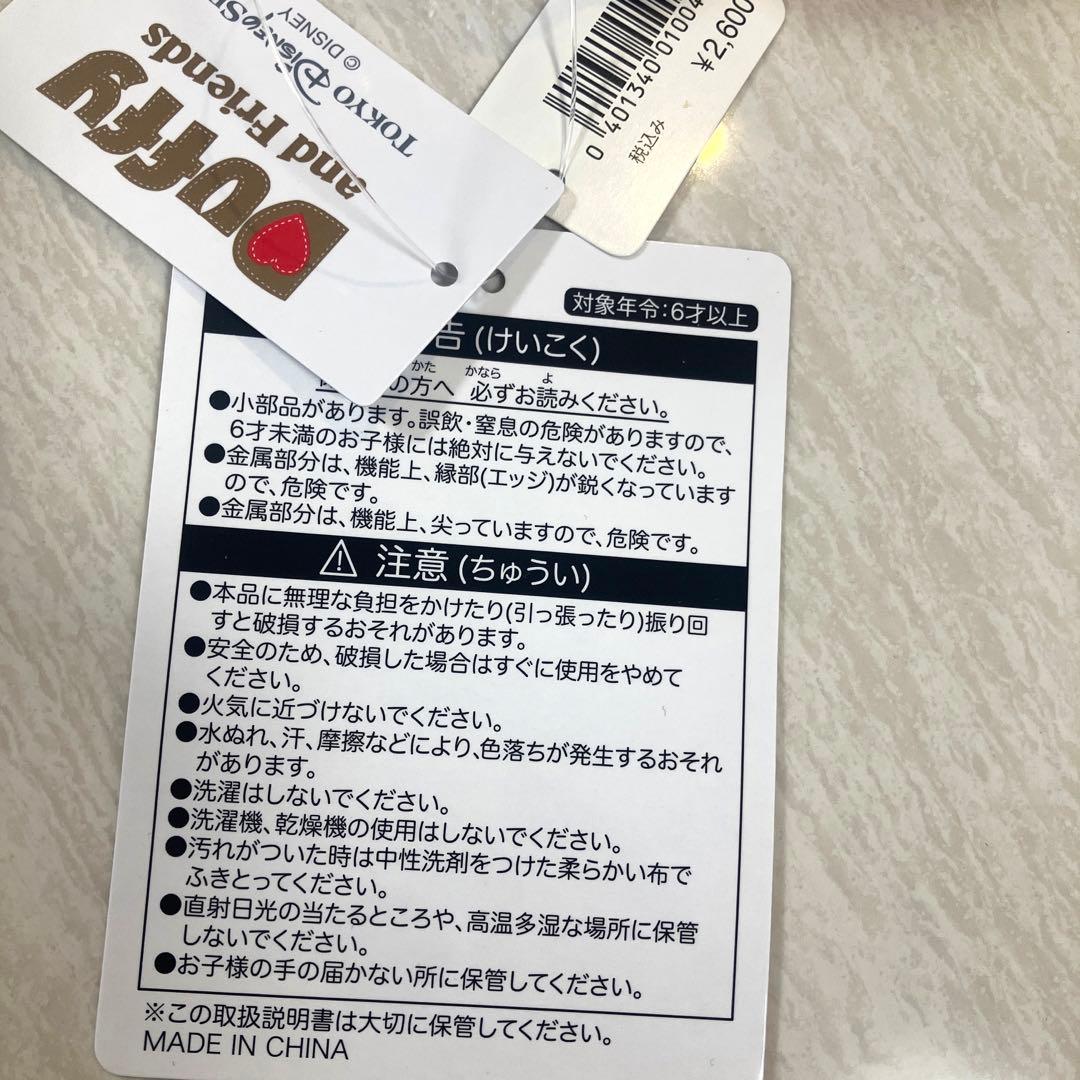 Duffy
and Friends
TOKYO Disney SE
© DISNEY
0 401340 01004
¥2,600
税込み
対象年令:6才以上
告 (けいこく)
の方へ 必ずお読みください。
かた かなら よ
●小部品があります。誤飲・窒息の危険がありますので、
6才未満のお子様には絶対に与えないでください。
●金属部分は、機能上、縁部(エッジ)が鋭くなっています
ので、危険です。
●金属部分は、機能上、尖っていますので、危険です。
⚠ 注意 (ちゅうい)
●本品に無理な負担をかけたり(引っ張ったり)振り回
すと破損するおそれがあります。
●安全のため、破損した場合はすぐに使用をやめて
ください。
●火気に近づけないでください。
●水ぬれ、汗、摩擦などにより、色落ちが発生するおそれ
があります。
●洗濯はしないでください。
●洗濯機、乾燥機の使用はしないでください。
●汚れがついた時は中性洗剤をつけた柔らかい布で
ふきとってください。
●直射日光の当たるところや、高温多湿な場所に保管
しないでください。
●お子様の手の届かない所に保管してください。
※この取扱説明書は大切に保管してください。
MADE IN CHINA